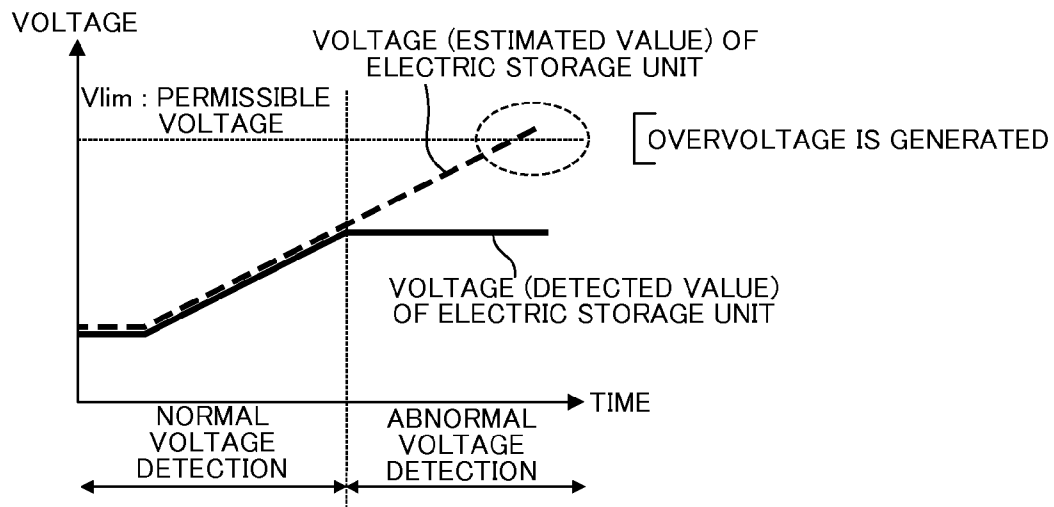 VOLTAGE
VOLTAGE (ESTIMATED VALUE) OF
ELECTRIC STORAGE UNIT
Vlim : PERMISSIBLE
VOLTAGE
OVERVOLTAGE IS GENERATED
VOLTAGE (DETECTED VALUE)
OF ELECTRIC STORAGE UNIT
TIME
NORMAL
VOLTAGE
DETECTION
ABNORMAL
VOLTAGE
DETECTION